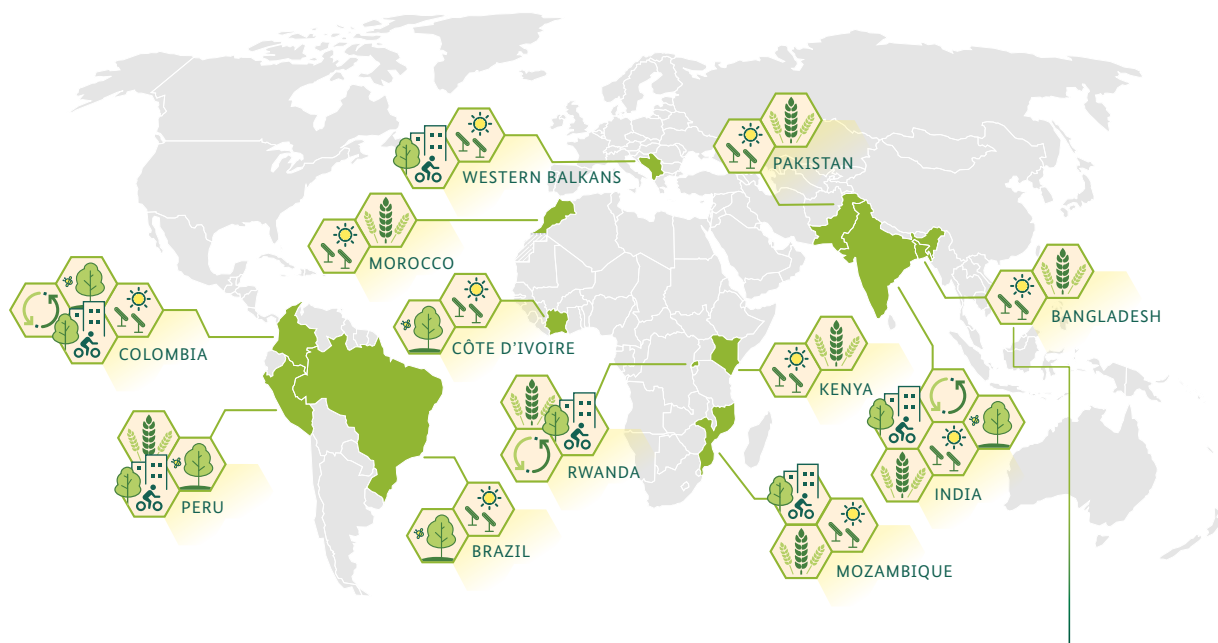 PAKISTAN
WESTERN BALKANS
MOROCCO
BANGLADESH
CÔTE D'IVOIRE
COLOMBIA
KENYA
RWANDA
INDIA
PERU
BRAZIL
MOZAMBIQUE